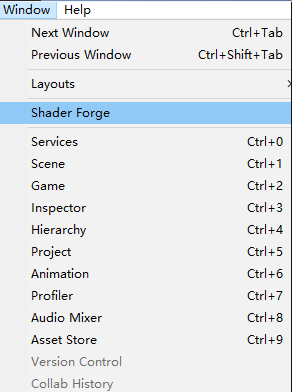 Window Help
Next Window Ctrl+Tab
Previous Window Ctrl+Shift+Tab
Layouts
Shader Forge
Services Ctrl+0
Scene Ctrl+1
Game Ctrl+2
Inspector Ctrl+3
Hierarchy Ctrl+4
Project Ctrl+5
Animation Ctrl+6
Profiler Ctrl+7
Audio Mixer Ctrl+8
Asset Store Ctrl+9
Version Control
Collab History